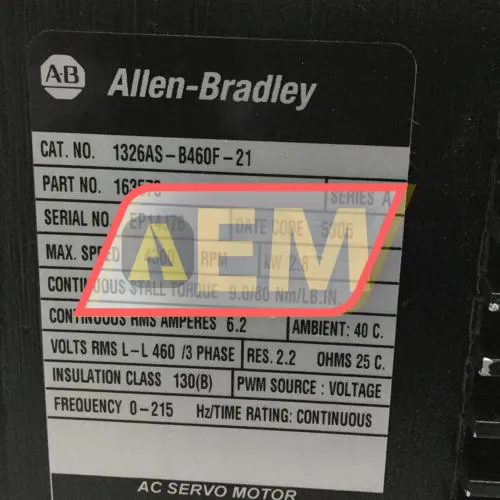 A-B Allen-Bradley
CAT. NO. 1326AS-B460F-21
PART NO. SERIES A
SERIAL NO. DATE CODE
MAX. SPEED RPM kW 2.8
CONTINUOUS STALL TORQUE 9.0/80 Nm/LB.IN.
CONTINUOUS RMS AMPERES 6.2 AMBIENT: 40 C.
VOLTS RMS L-L 460 /3 PHASE RES. 2.2 OHMS 25 C.
INSULATION CLASS 130(B) PWM SOURCE : VOLTAGE
FREQUENCY 0-215 Hz/TIME RATING: CONTINUOUS
AC SERVO MOTOR
AEM